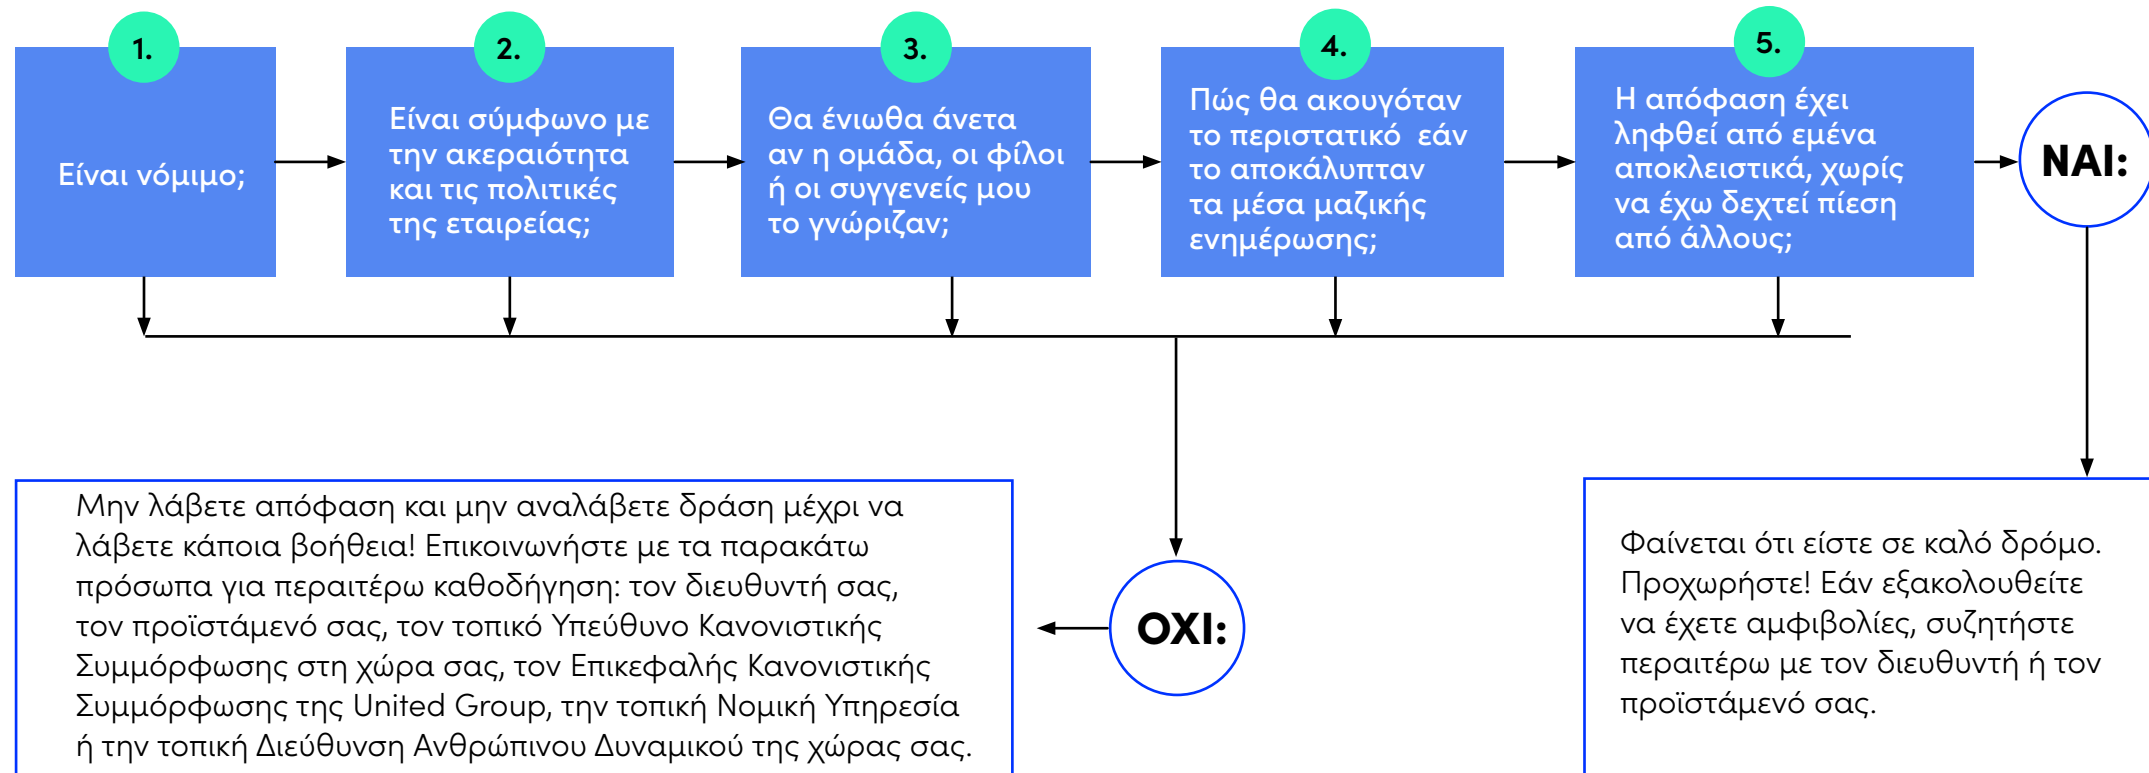 1.
Είναι νόμιμο;
2.
Είναι σύμφωνο με
την ακεραιότητα
και τις πολιτικές
της εταιρείας;
3.
Θα ένιωθα άνετα
αν η ομάδα, οι φίλοι
ή οι συγγενείς μου
το γνώριζαν;
4.
Πώς θα ακουγόταν
το περιστατικό εάν
το αποκάλυπταν
τα μέσα μαζικής
ενημέρωσης;
5.
Η απόφαση έχει
ληφθεί από εμένα
αποκλειστικά, χωρίς
να έχω δεχτεί πίεση
από άλλους;
ΝΑΙ:
Μην λάβετε απόφαση και μην αναλάβετε δράση μέχρι να
λάβετε κάποια βοήθεια! Επικοινωνήστε με τα παρακάτω
πρόσωπα για περαιτέρω καθοδήγηση: τον διευθυντή σας,
τον προϊστάμενό σας, τον τοπικό Υπεύθυνο Κανονιστικής
Συμμόρφωσης στη χώρα σας, τον Επικεφαλής Κανονιστικής
Συμμόρφωσης της United Group, την τοπική Νομική Υπηρεσία
ή την τοπική Διεύθυνση Ανθρώπινου Δυναμικού της χώρας σας.
ΟΧΙ:
Φαίνεται ότι είστε σε καλό δρόμο.
Προχωρήστε! Εάν εξακολουθείτε
να έχετε αμφιβολίες, συζητήστε
περαιτέρω με τον διευθυντή ή τον
προϊστάμενό σας.